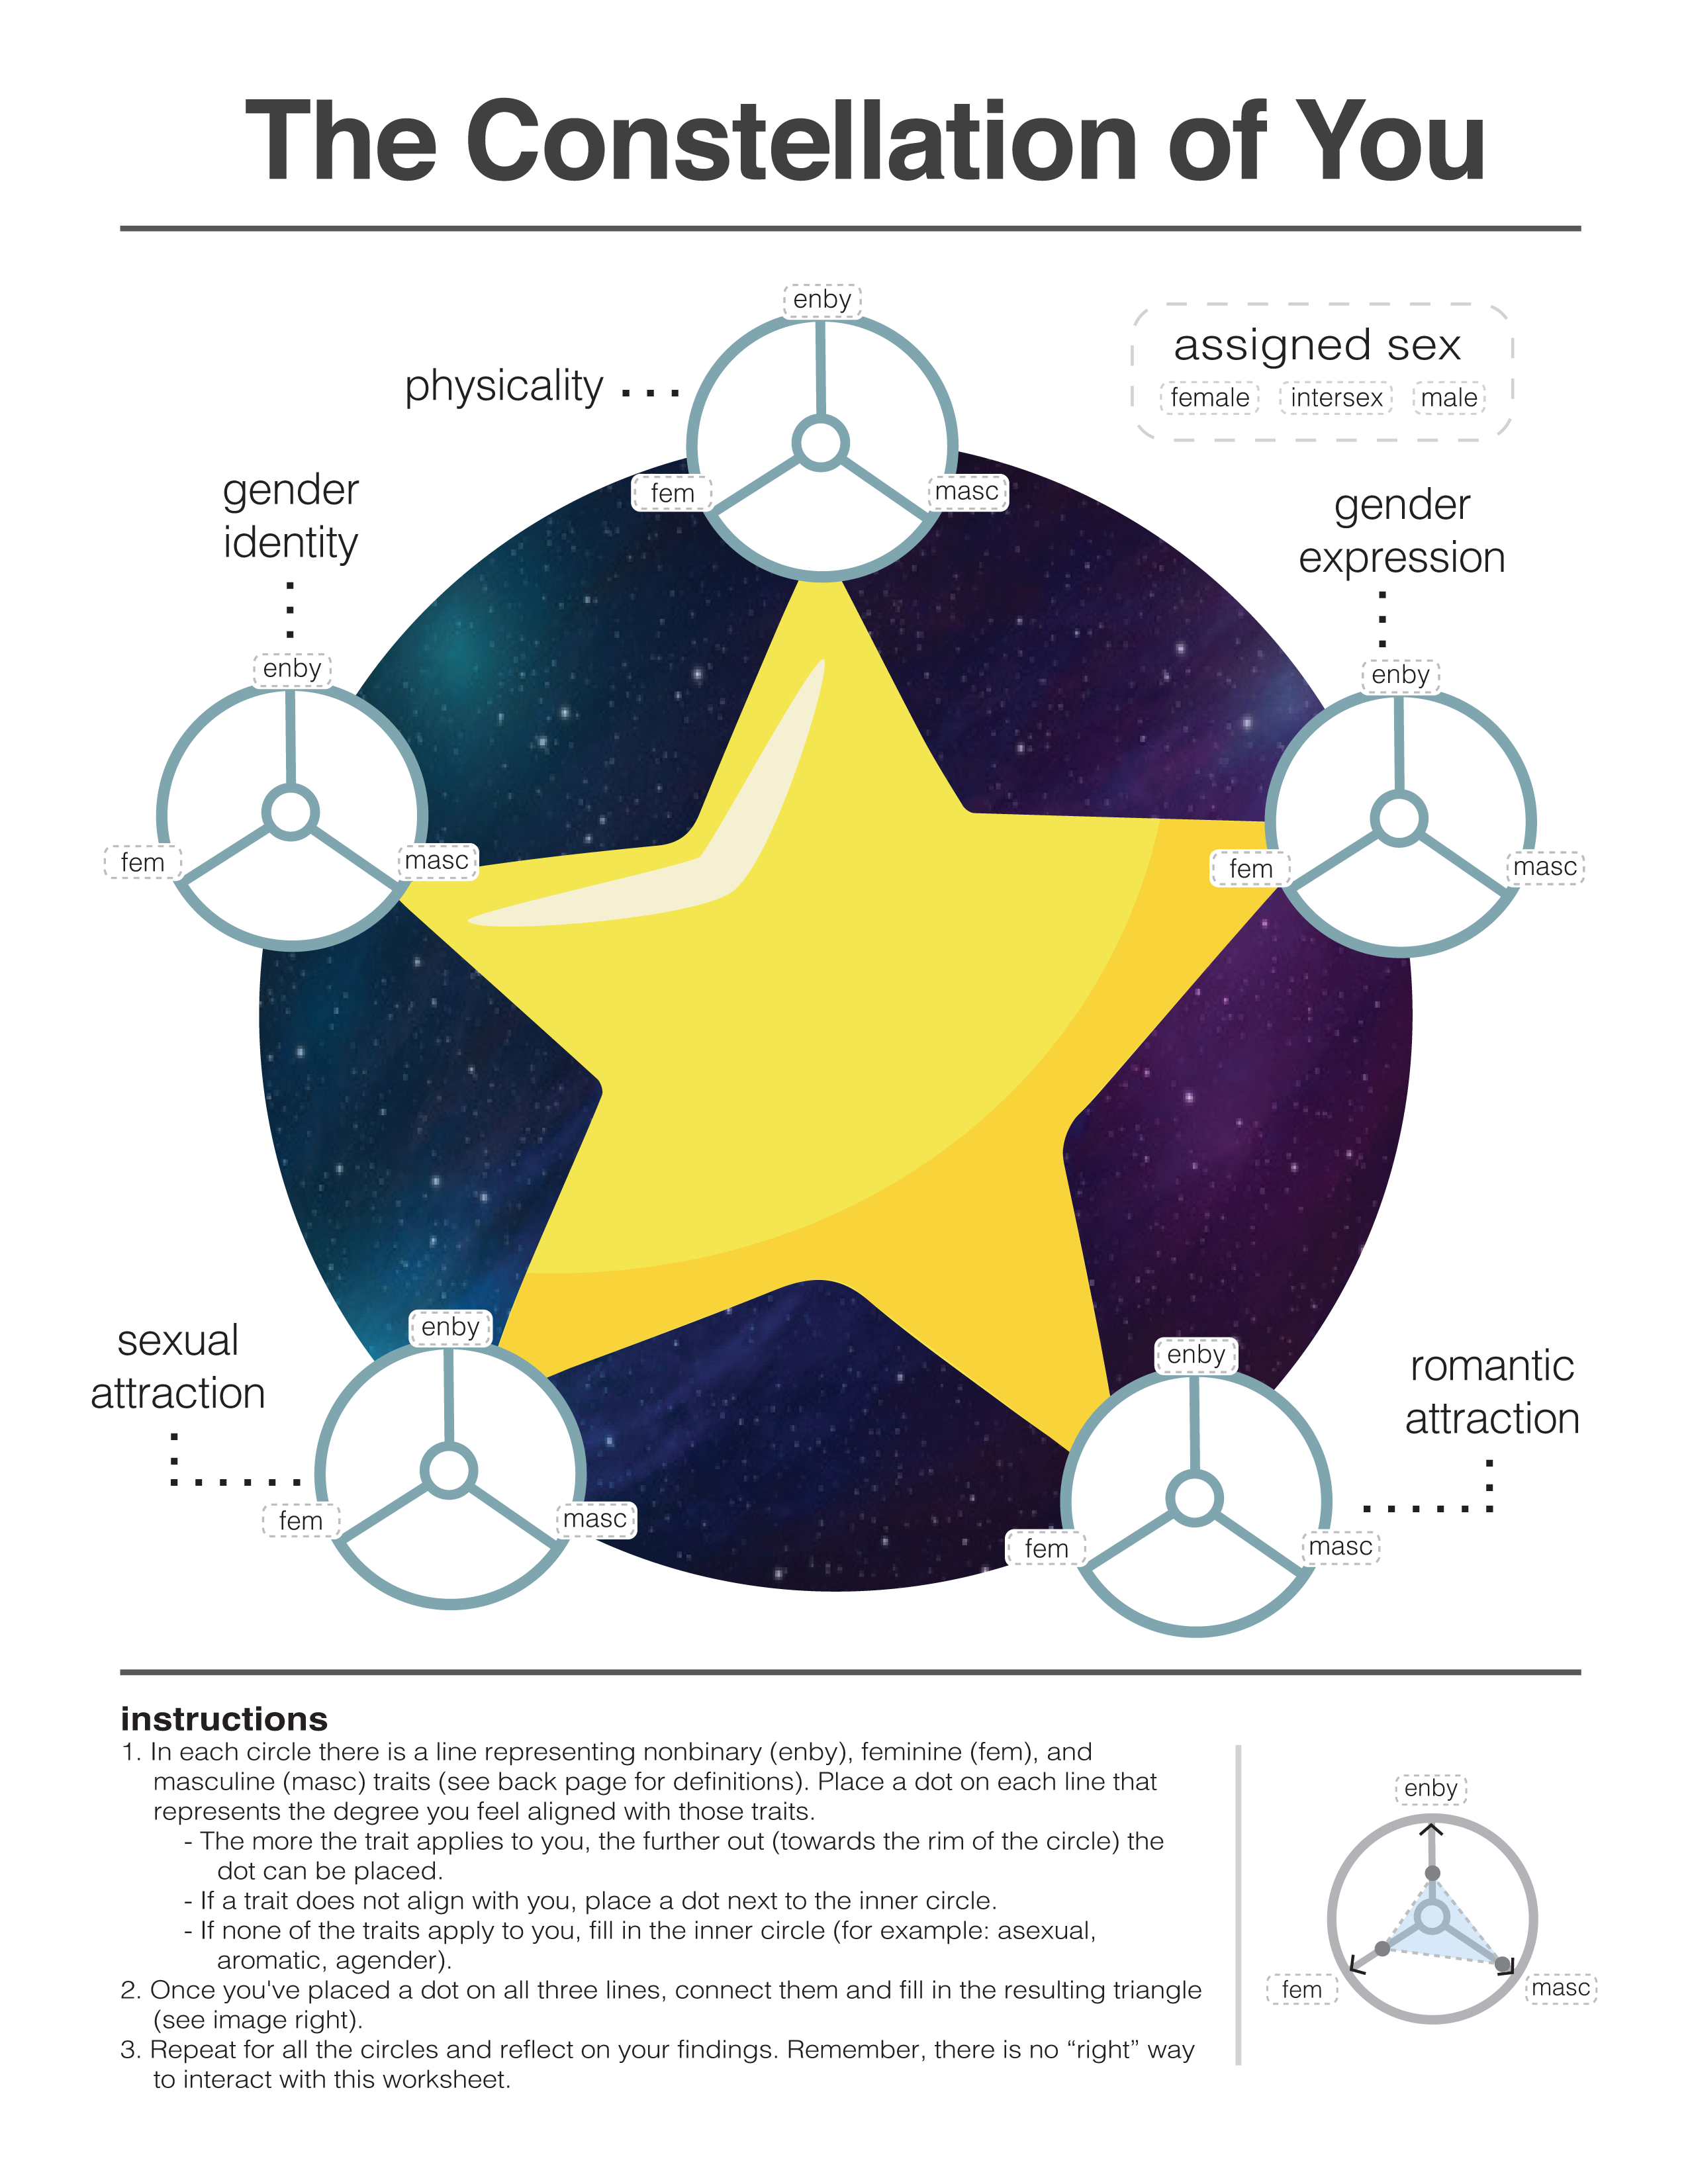 The Constellation of You
enby
physicality
fem
masc
assigned sex
female intersex male
gender
identity
enby
fem
masc
gender
expression
enby
fem
masc
sexual
attraction
enby
fem
masc
romantic
attraction
enby
fem
masc
instructions
1. In each circle there is a line representing nonbinary (enby), feminine (fem), and
masculine (masc) traits (see back page for definitions). Place a dot on each line that
represents the degree you feel aligned with those traits.
- The more the trait applies to you, the further out (towards the rim of the circle) the
dot can be placed.
- If a trait does not align with you, place a dot next to the inner circle.
- If none of the traits apply to you, fill in the inner circle (for example: asexual,
aromatic, agender).
2. Once you've placed a dot on all three lines, connect them and fill in the resulting triangle
(see image right).
3. Repeat for all the circles and reflect on your findings. Remember, there is no “right” way
to interact with this worksheet.
enby
fem
masc